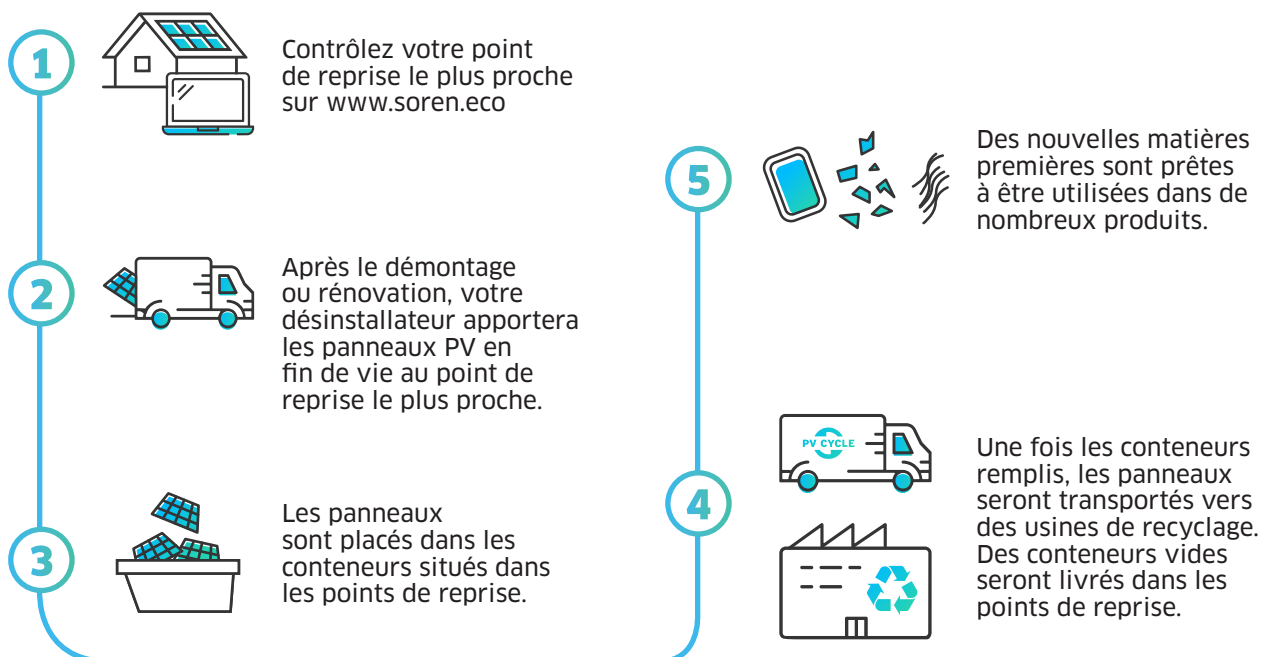 1
Contrôlez votre point
de reprise le plus proche
sur www.soren.eco
2
Après le démontage
ou rénovation, votre
désinstallateur apportera
les panneaux PV en
fin de vie au point de
reprise le plus proche.
3
Les panneaux
sont placés dans les
conteneurs situés dans
les points de reprise.
4
PV CYCLE
Une fois les conteneurs
remplis, les panneaux
seront transportés vers
des usines de recyclage.
Des conteneurs vides
seront livrés dans les
points de reprise.
5
Des nouvelles matières
premières sont prêtes
à être utilisées dans de
nombreux produits.